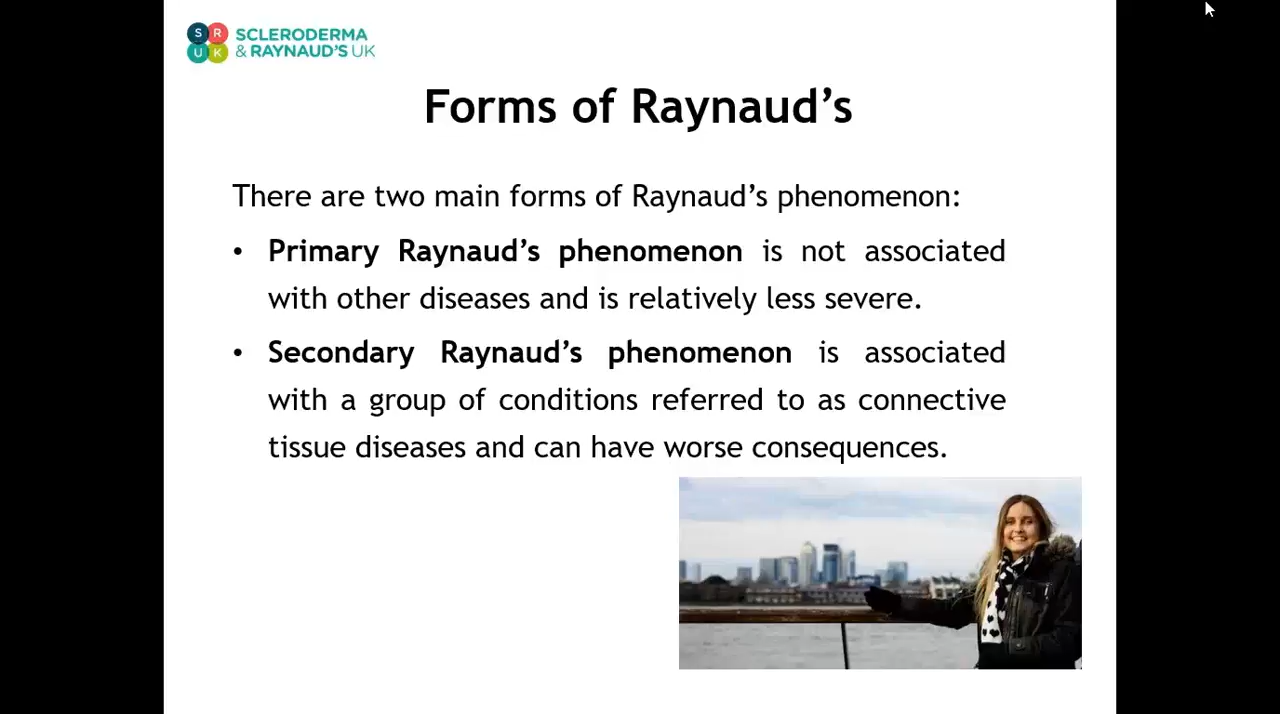 S R
U K
SCLERODERMA
& RAYNAUD’S UK
Forms of Raynaud’s
There are two main forms of Raynaud’s phenomenon:
• Primary Raynaud’s phenomenon is not associated
with other diseases and is relatively less severe.
• Secondary Raynaud’s phenomenon is associated
with a group of conditions referred to as connective
tissue diseases and can have worse consequences.